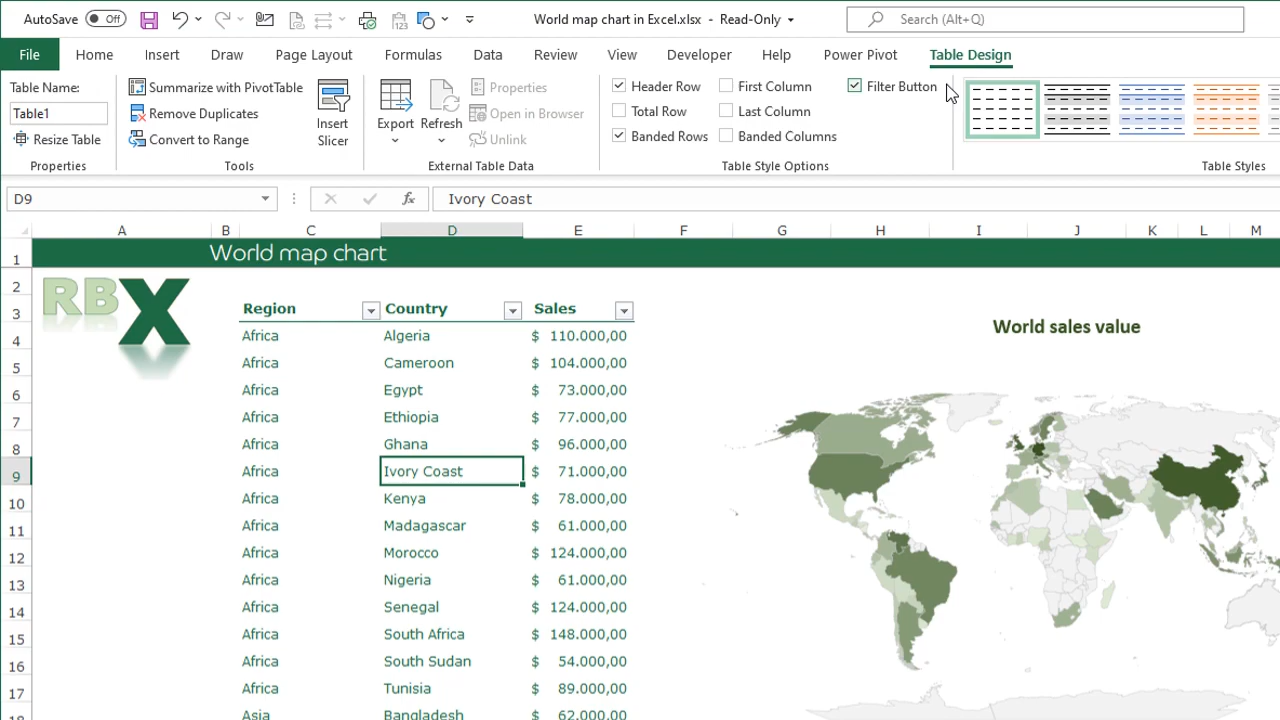 AutoSave Off
World map chart in Excel.xlsx - Read-Only
Search (Alt+Q)
File Home Insert Draw Page Layout Formulas Data Review View Developer Help Power Pivot Table Design
Table Name:
Table1
Resize Table
Properties
Summarize with PivotTable
Remove Duplicates
Convert to Range
Insert
Slicer
Tools
Export
Refresh
Properties
Open in Browser
Unlink
External Table Data
Header Row First Column Filter Button
Total Row Last Column
Banded Rows Banded Columns
Table Style Options
Table Styles
D9
fx
Ivory Coast
A B C D E F G H I J K L M
1 World map chart
2
RBX
3 Region Country Sales
World sales value
4 Africa Algeria $ 110.000,00
5 Africa Cameroon $ 104.000,00
6 Africa Egypt $ 73.000,00
7 Africa Ethiopia $ 77.000,00
8 Africa Ghana $ 96.000,00
9 Africa Ivory Coast $ 71.000,00
10 Africa Kenya $ 78.000,00
11 Africa Madagascar $ 61.000,00
12 Africa Morocco $ 124.000,00
13 Africa Nigeria $ 61.000,00
14 Africa Senegal $ 124.000,00
15 Africa South Africa $ 148.000,00
16 Africa South Sudan $ 54.000,00
17 Africa Tunisia $ 89.000,00
18 Asia Bangladesh $ 62.000,00